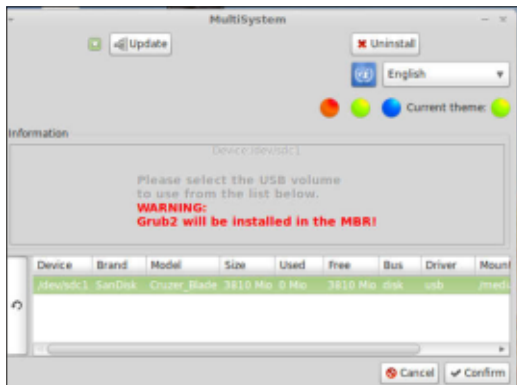 MultiSystem
Update
Uninstall
English
Current theme:
Information
Device:/dev/sdc1
Please select the USB volume
to use from the list below.
WARNING:
Grub2 will be installed in the MBR!
Device Brand Model Size Used Free Bus Driver Mount
/dev/sdc1 SanDisk Cruzer_Blade 3810 Mio 0 Mio 3810 Mio disk usb /medi
Cancel Confirm